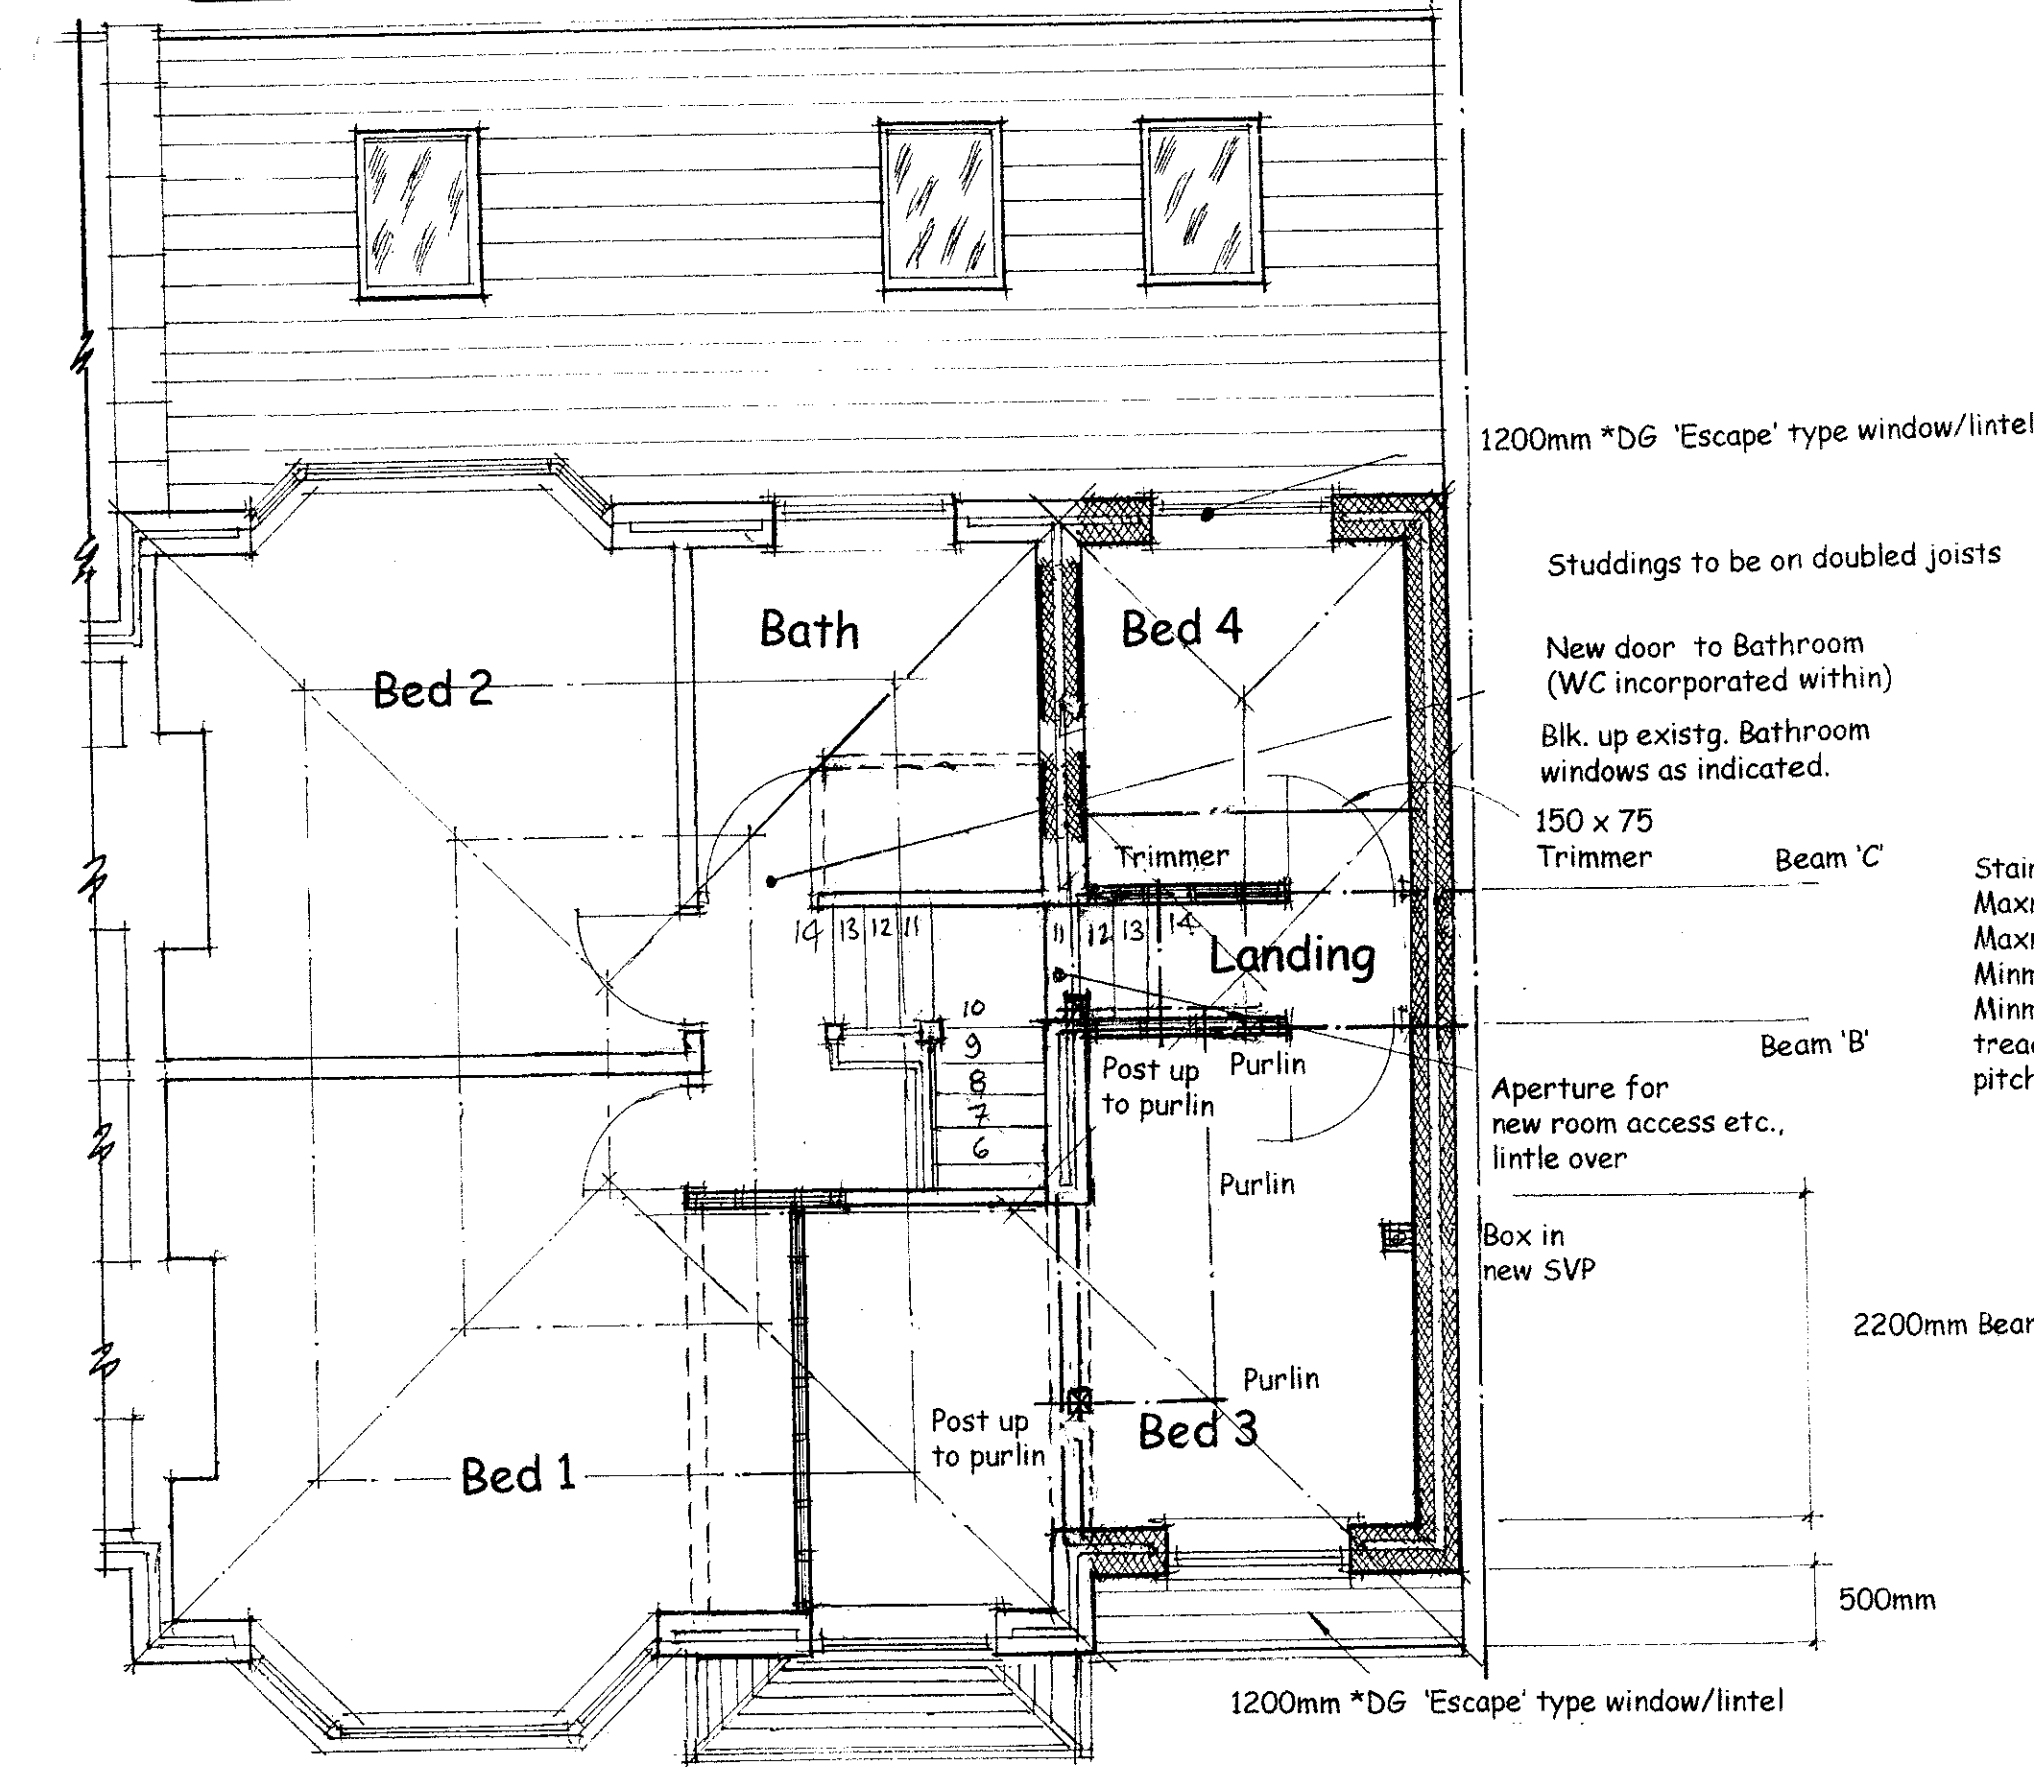 1200mm *DG 'Escape' type window/lintel
Studdings to be on doubled joists
Bath
Bed 4
New door to Bathroom
(WC incorporated within)
Bed 2
Blk. up existg. Bathroom
windows as indicated.
150 x 75
Trimmer
Trimmer
Beam 'C'
Stair
14 13 12 11
11 12 13 14
Landing
10
9
8
7
6
Post up
to purlin
Purlin
Beam 'B'
Aperture for
new room access etc.,
lintle over
Purlin
Box in
new SVP
2200mm Bear
Purlin
Post up
to purlin
Bed 3
Bed 1
500mm
1200mm *DG 'Escape' type window/lintel